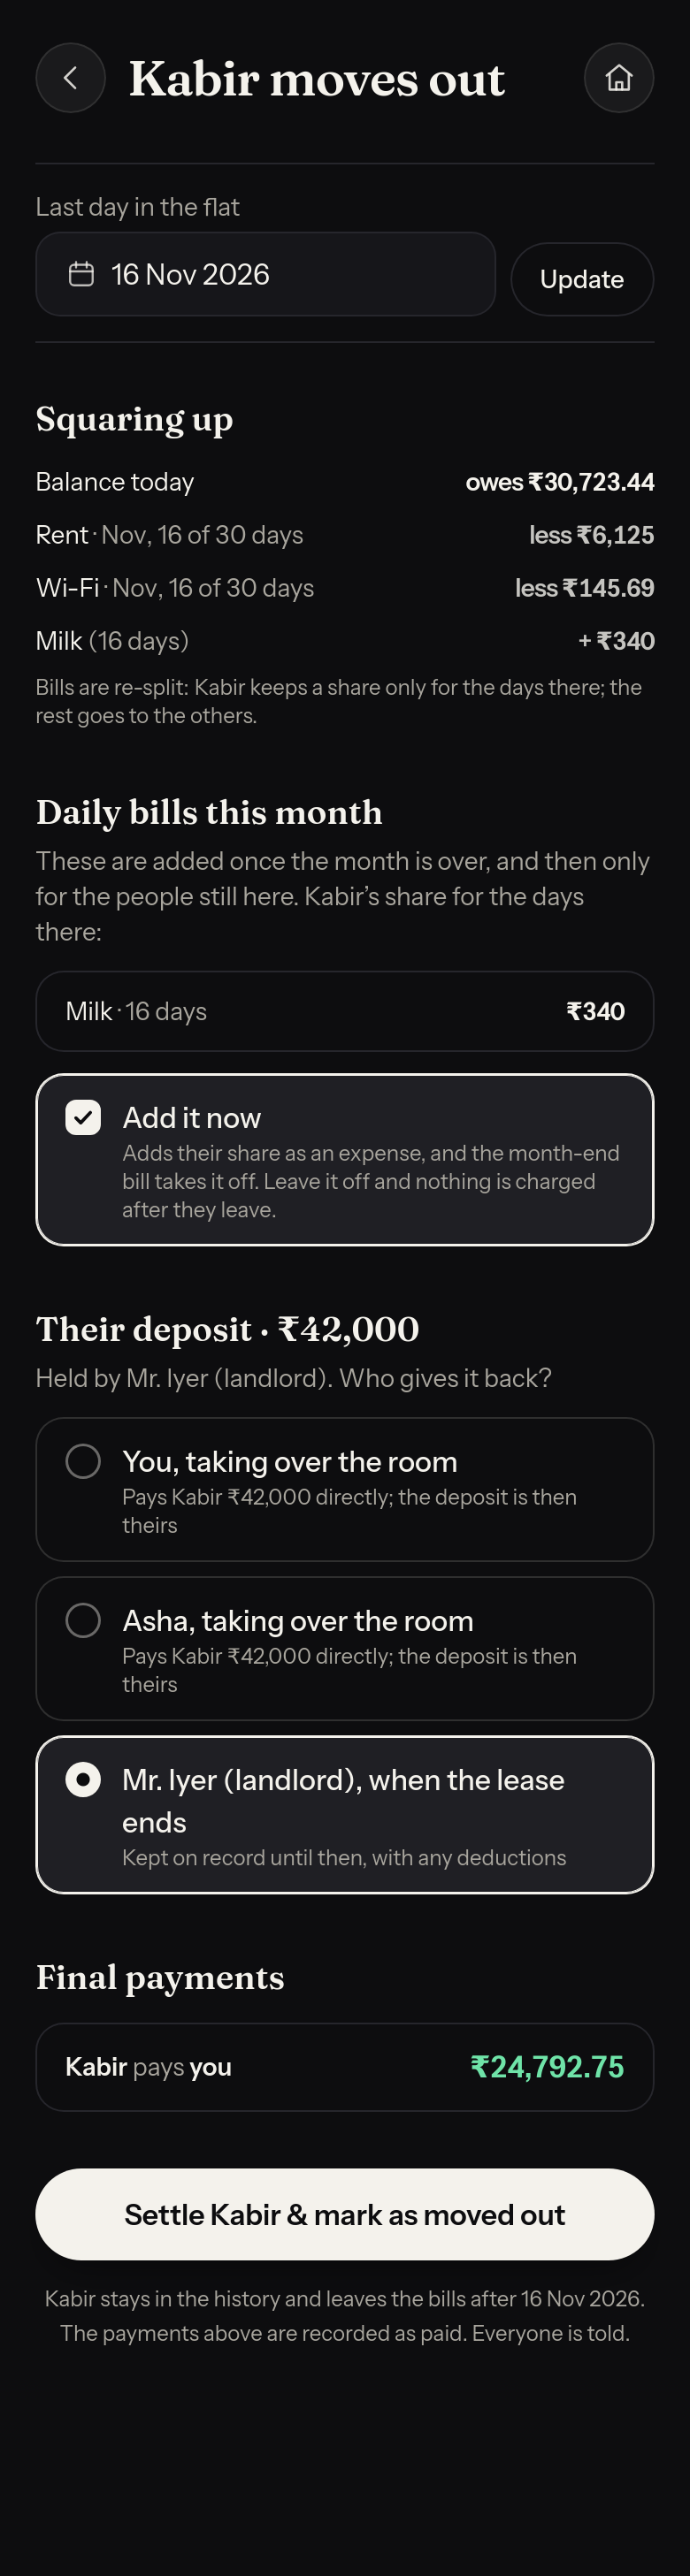 Kabir moves out
Last day in the flat
16 Nov 2026
Update
Squaring up
Balance today owes ₹30,723.44
Rent · Nov, 16 of 30 days less ₹6,125
Wi-Fi · Nov, 16 of 30 days less ₹145.69
Milk (16 days) + ₹340
Bills are re-split: Kabir keeps a share only for the days there; the
rest goes to the others.
Daily bills this month
These are added once the month is over, and then only
for the people still here. Kabir’s share for the days
there:
Milk · 16 days ₹340
Add it now
Adds their share as an expense, and the month-end
bill takes it off. Leave it off and nothing is charged
after they leave.
Their deposit · ₹42,000
Held by Mr. Iyer (landlord). Who gives it back?
You, taking over the room
Pays Kabir ₹42,000 directly; the deposit is then
theirs
Asha, taking over the room
Pays Kabir ₹42,000 directly; the deposit is then
theirs
Mr. Iyer (landlord), when the lease
ends
Kept on record until then, with any deductions
Final payments
Kabir pays you ₹24,792.75
Settle Kabir & mark as moved out
Kabir stays in the history and leaves the bills after 16 Nov 2026.
The payments above are recorded as paid. Everyone is told.